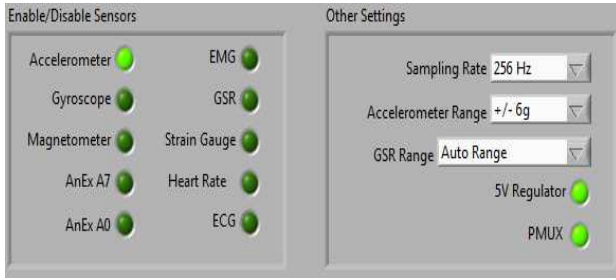 Enable/Disable Sensors
Accelerometer
Gyroscope
Magnetometer
AnEx A7
AnEx A0
EMG
GSR
Strain Gauge
Heart Rate
ECG
Other Settings
Sampling Rate 256 Hz
Accelerometer Range +/- 6g
GSR Range Auto Range
5V Regulator
PMUX